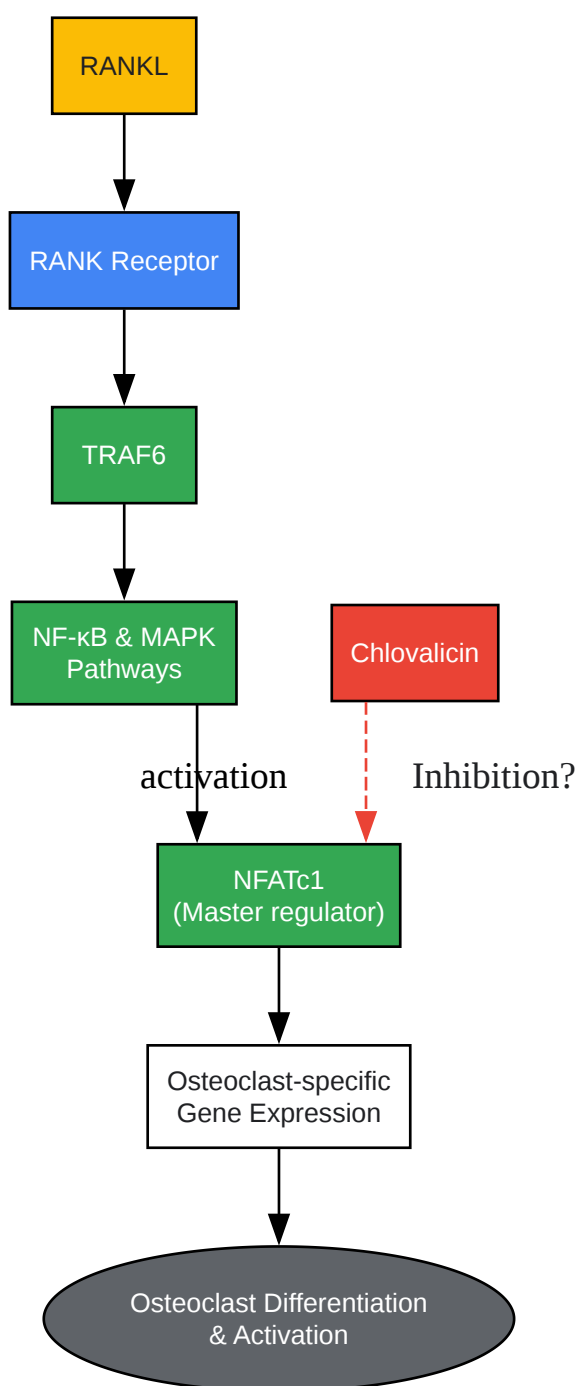 RANKL
RANK Receptor
TRAF6
NF-κB & MAPK
Pathways
Chlovalicin
activation
Inhibition?
NFATc1
(Master regulator)
Osteoclast-specific
Gene Expression
Osteoclast Differentiation
& Activation